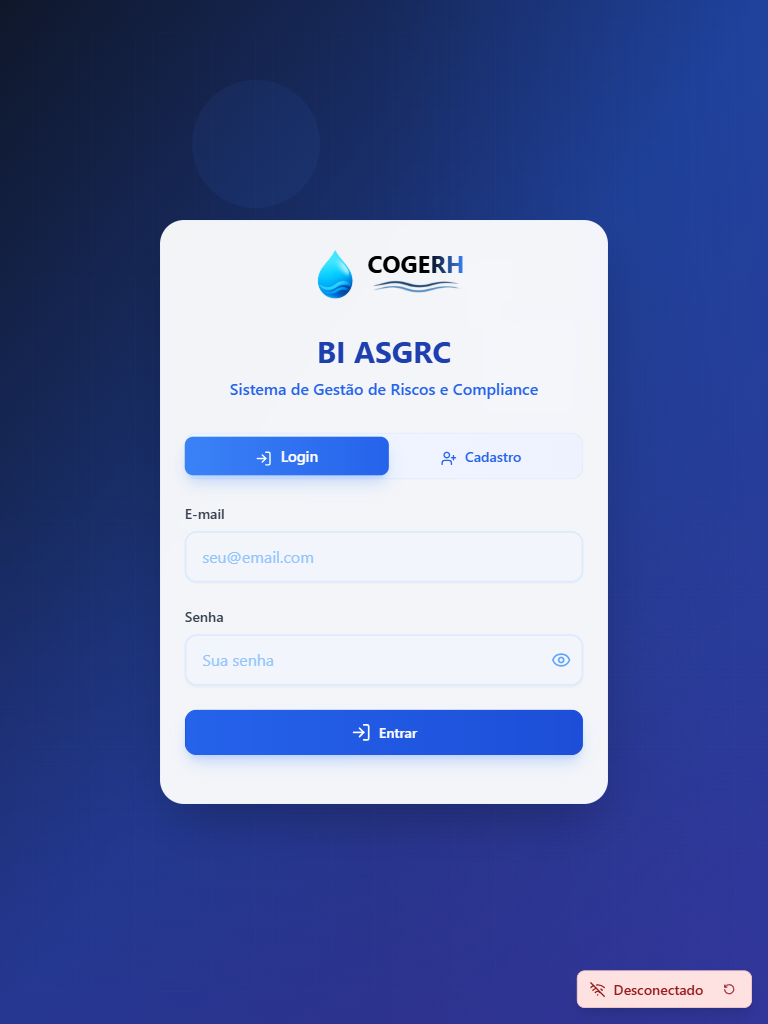 COGERH
BI ASGRC
Sistema de Gestão de Riscos e Compliance
Login
Cadastro
E-mail
seu@email.com
Senha
Sua senha
Entrar
Desconectado